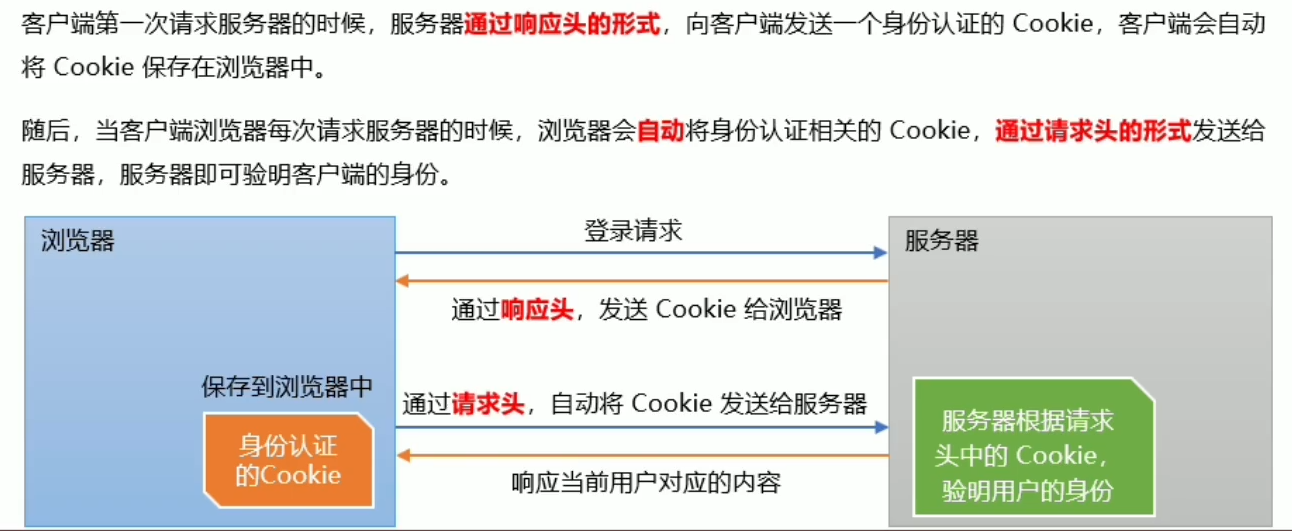 客户端第一次请求服务器的时候，服务器通过响应头的形式，向客户端发送一个身份认证的 Cookie，客户端会自动
将 Cookie 保存在浏览器中。
随后，当客户端浏览器每次请求服务器的时候，浏览器会自动将身份认证相关的 Cookie，通过请求头的形式发送给
服务器，服务器即可验明客户端的身份。
浏览器
登录请求
服务器
通过响应头，发送 Cookie 给浏览器
保存到浏览器中
身份认证
的Cookie
通过请求头，自动将 Cookie 发送给服务器
响应当前用户对应的内容
服务器根据请求
头中的 Cookie，
验明用户的身份